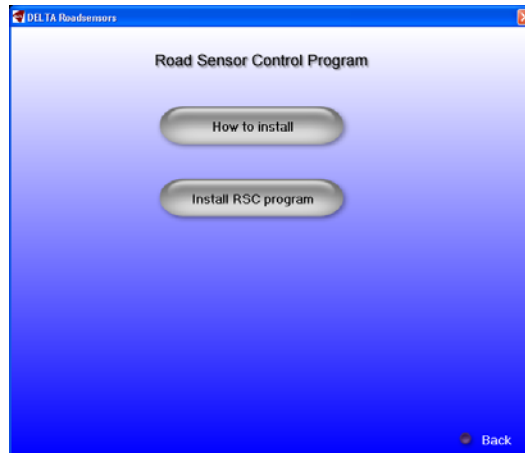 DELTA Roadsensors
Road Sensor Control Program
How to install
Install RSC program
Back